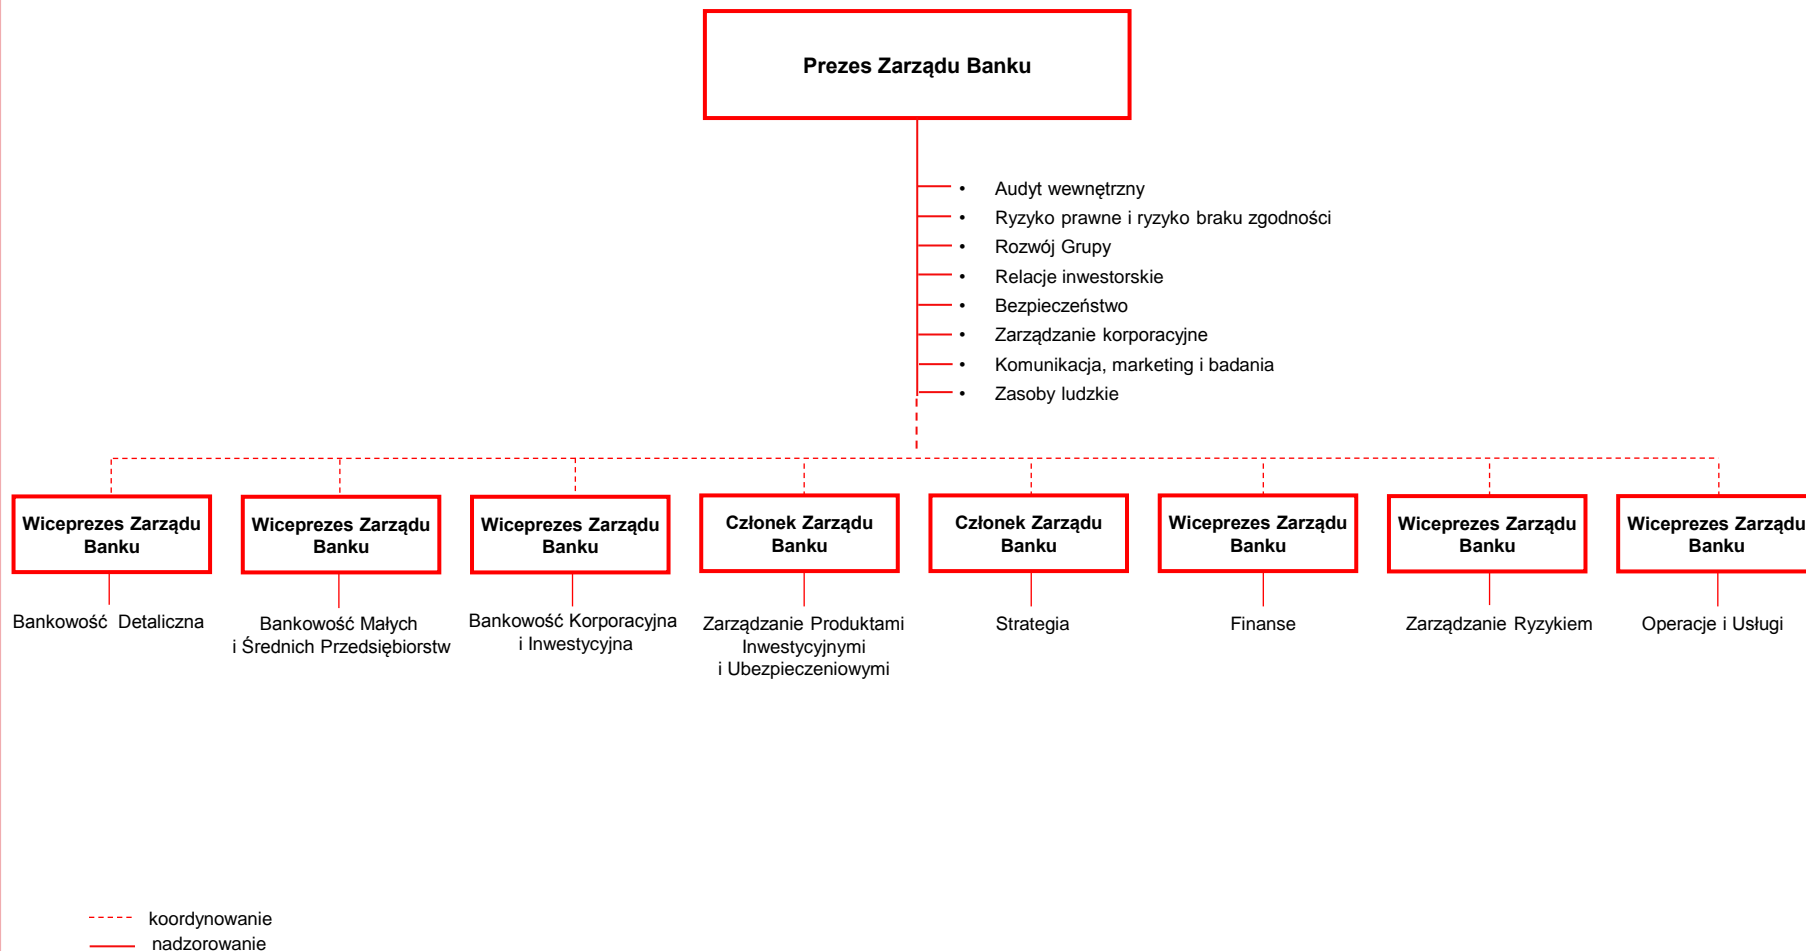 Prezes Zarządu Banku
• Audyt wewnętrzny
• Ryzyko prawne i ryzyko braku zgodności
• Rozwój Grupy
• Relacje inwestorskie
• Bezpieczeństwo
• Zarządzanie korporacyjne
• Komunikacja, marketing i badania
• Zasoby ludzkie
Wiceprezes Zarządu
Banku
Bankowość Detaliczna
Wiceprezes Zarządu
Banku
Bankowość Małych
i Średnich Przedsiębiorstw
Wiceprezes Zarządu
Banku
Bankowość Korporacyjna
i Inwestycyjna
Członek Zarządu
Banku
Zarządzanie Produktami
Inwestycyjnymi
i Ubezpieczeniowymi
Członek Zarządu
Banku
Strategia
Wiceprezes Zarządu
Banku
Finanse
Wiceprezes Zarządu
Banku
Zarządzanie Ryzykiem
Wiceprezes Zarządu
Banku
Operacje i Usługi
koordynowanie
nadzorowanie